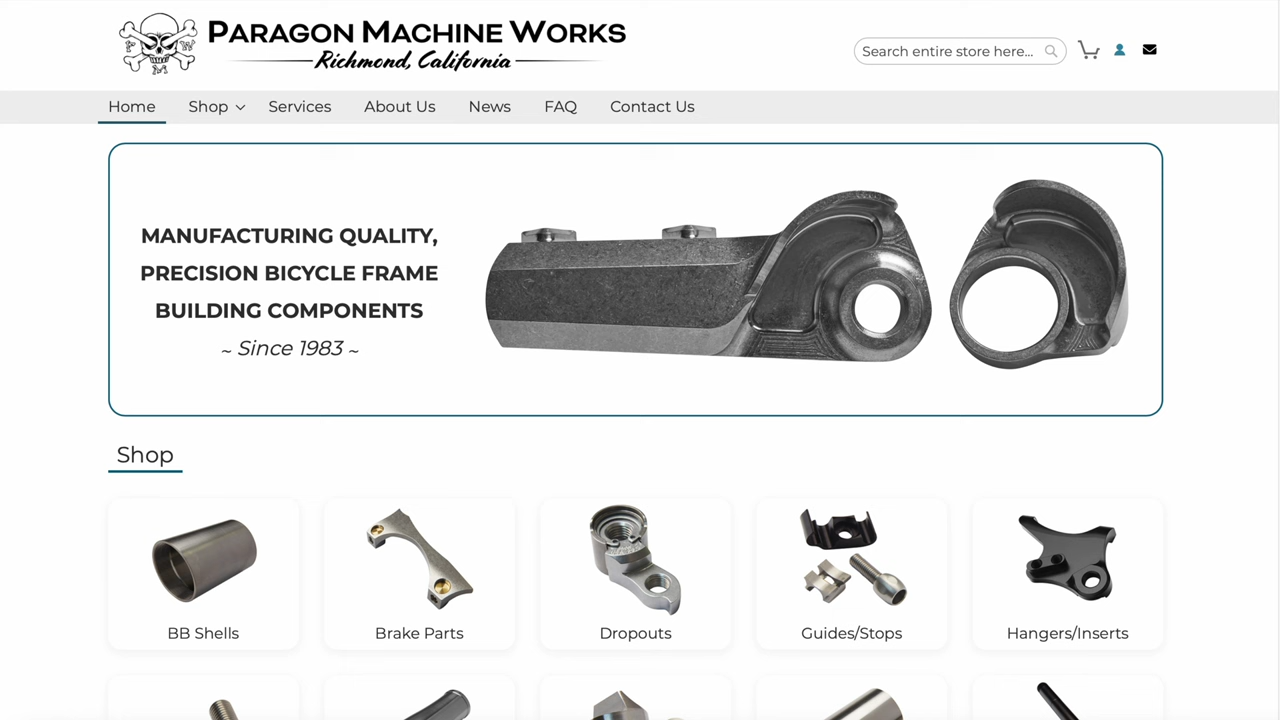 PARAGON MACHINE WORKS
Richmond, California
Search entire store here...
Home
Shop
Services
About Us
News
FAQ
Contact Us
MANUFACTURING QUALITY,
PRECISION BICYCLE FRAME
BUILDING COMPONENTS
~ Since 1983 ~
Shop
BB Shells
Brake Parts
Dropouts
Guides/Stops
Hangers/Inserts